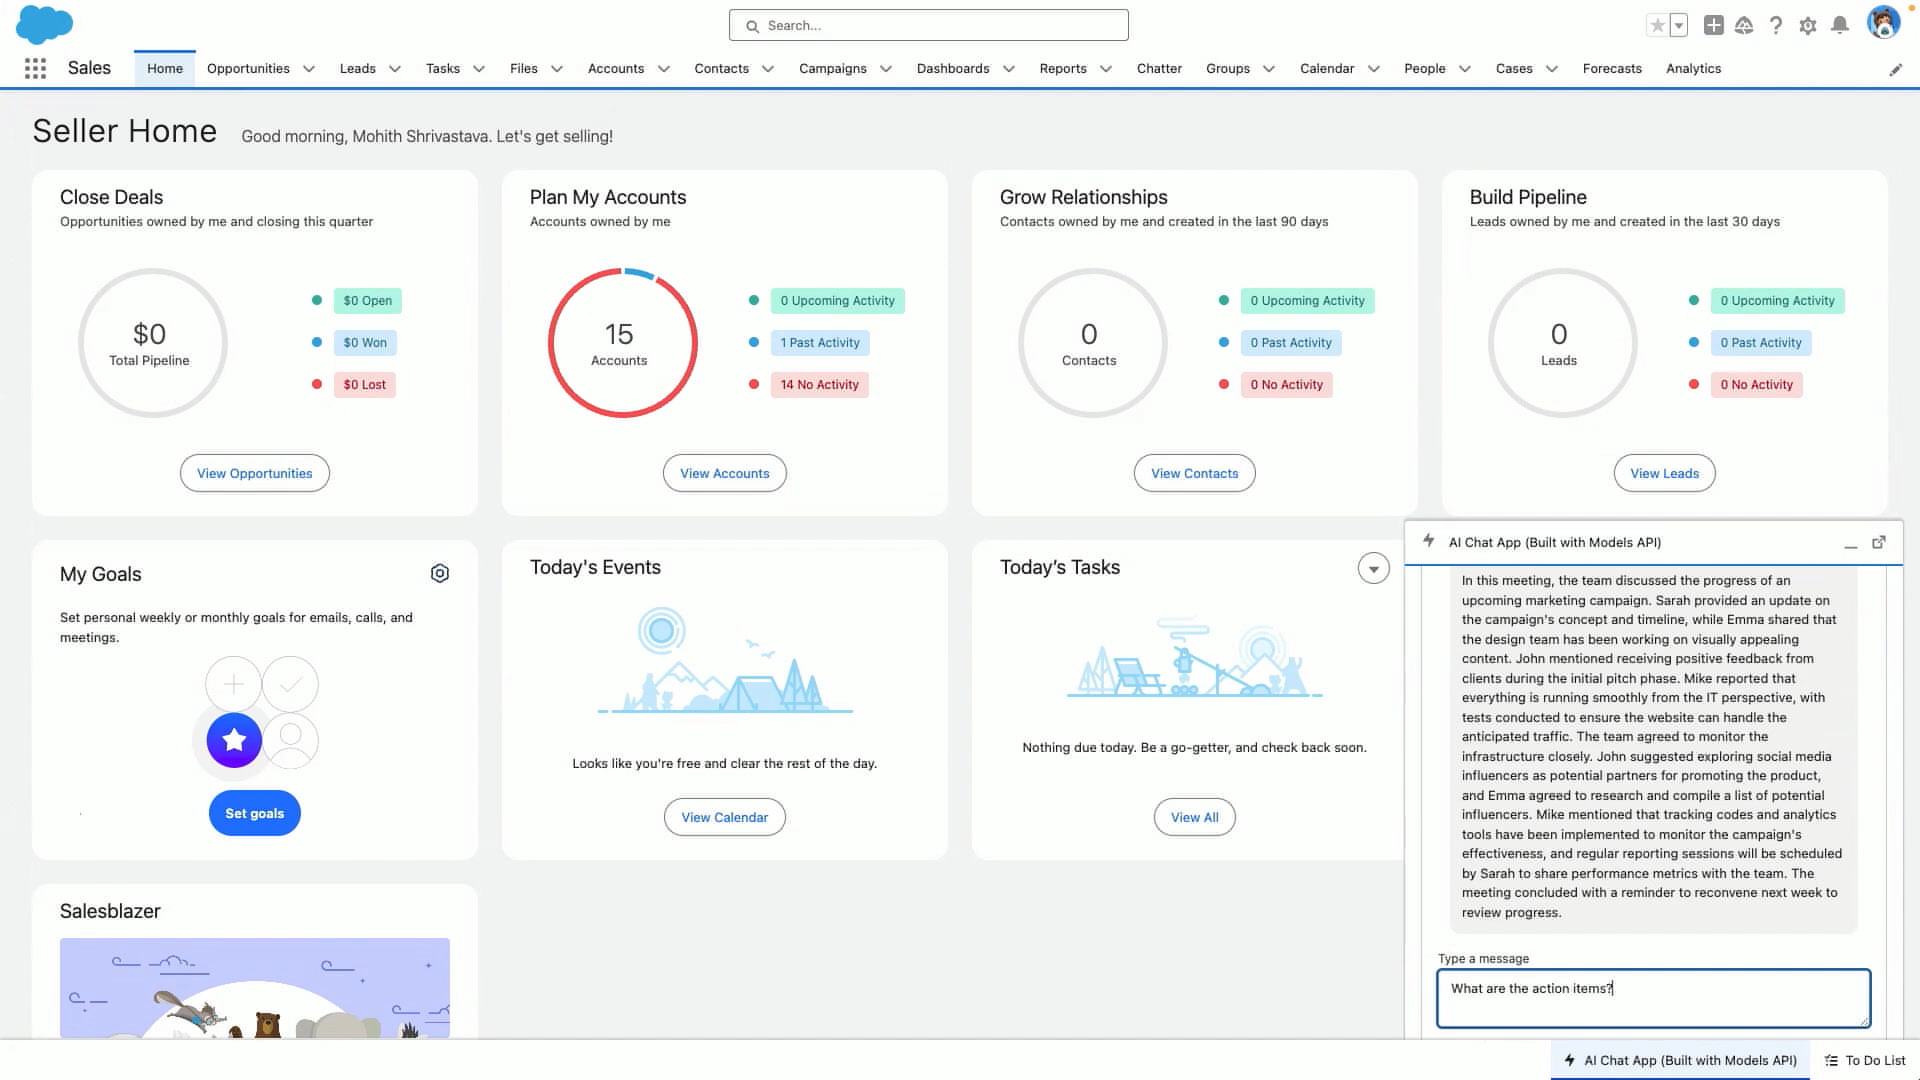 Search...
Sales
Home
Opportunities
Leads
Tasks
Files
Accounts
Contacts
Campaigns
Dashboards
Reports
Chatter
Groups
Calendar
People
Cases
Forecasts
Analytics
Seller Home
Good morning, Mohith Shrivastava. Let's get selling!
Close Deals
Opportunities owned by me and closing this quarter
$0
Total Pipeline
$0 Open
$0 Won
$0 Lost
View Opportunities
Plan My Accounts
Accounts owned by me
15
Accounts
0 Upcoming Activity
1 Past Activity
14 No Activity
View Accounts
Grow Relationships
Contacts owned by me and created in the last 90 days
0
Contacts
0 Upcoming Activity
0 Past Activity
0 No Activity
View Contacts
Build Pipeline
Leads owned by me and created in the last 30 days
0
Leads
0 Upcoming Activity
0 Past Activity
0 No Activity
View Leads
My Goals
Set personal weekly or monthly goals for emails, calls, and
meetings.
Set goals
Today's Events
Looks like you're free and clear the rest of the day.
View Calendar
Today's Tasks
Nothing due today. Be a go-getter, and check back soon.
View All
Salesblazer
AI Chat App (Built with Models API)
In this meeting, the team discussed the progress of an
upcoming marketing campaign. Sarah provided an update on
the campaign's concept and timeline, while Emma shared that
the design team has been working on visually appealing
content. John mentioned receiving positive feedback from
clients during the initial pitch phase. Mike reported that
everything is running smoothly from the IT perspective, with
tests conducted to ensure the website can handle the
anticipated traffic. The team agreed to monitor the
infrastructure closely. John suggested exploring social media
influencers as potential partners for promoting the product,
and Emma agreed to research and compile a list of potential
influencers. Mike mentioned that tracking codes and analytics
tools have been implemented to monitor the campaign's
effectiveness, and regular reporting sessions will be scheduled
by Sarah to share performance metrics with the team. The
meeting concluded with a reminder to reconvene next week to
review progress.
Type a message
What are the action items?
AI Chat App (Built with Models API)
To Do List